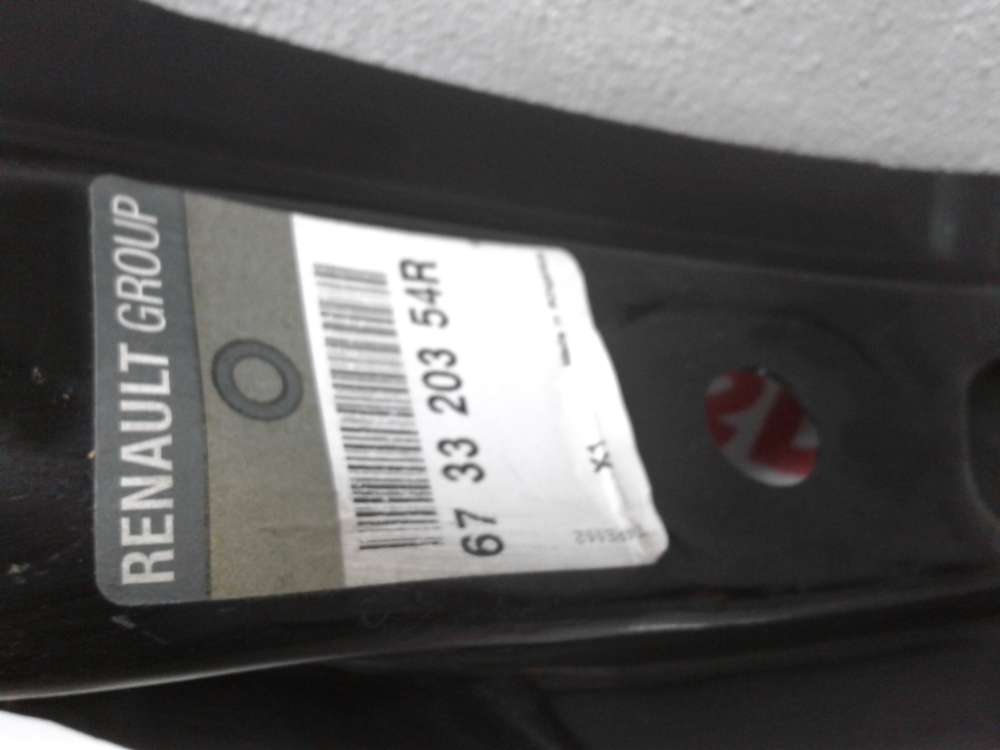 RENAULT GROUP
67 33 203 54R
X1